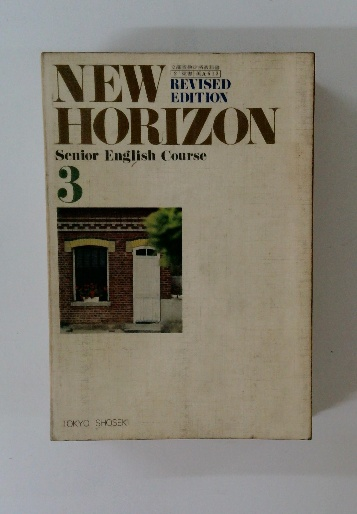 NEW
REVISED
EDITION
HORIZON
Senior English Course
3
TOKYO SHOSEKI